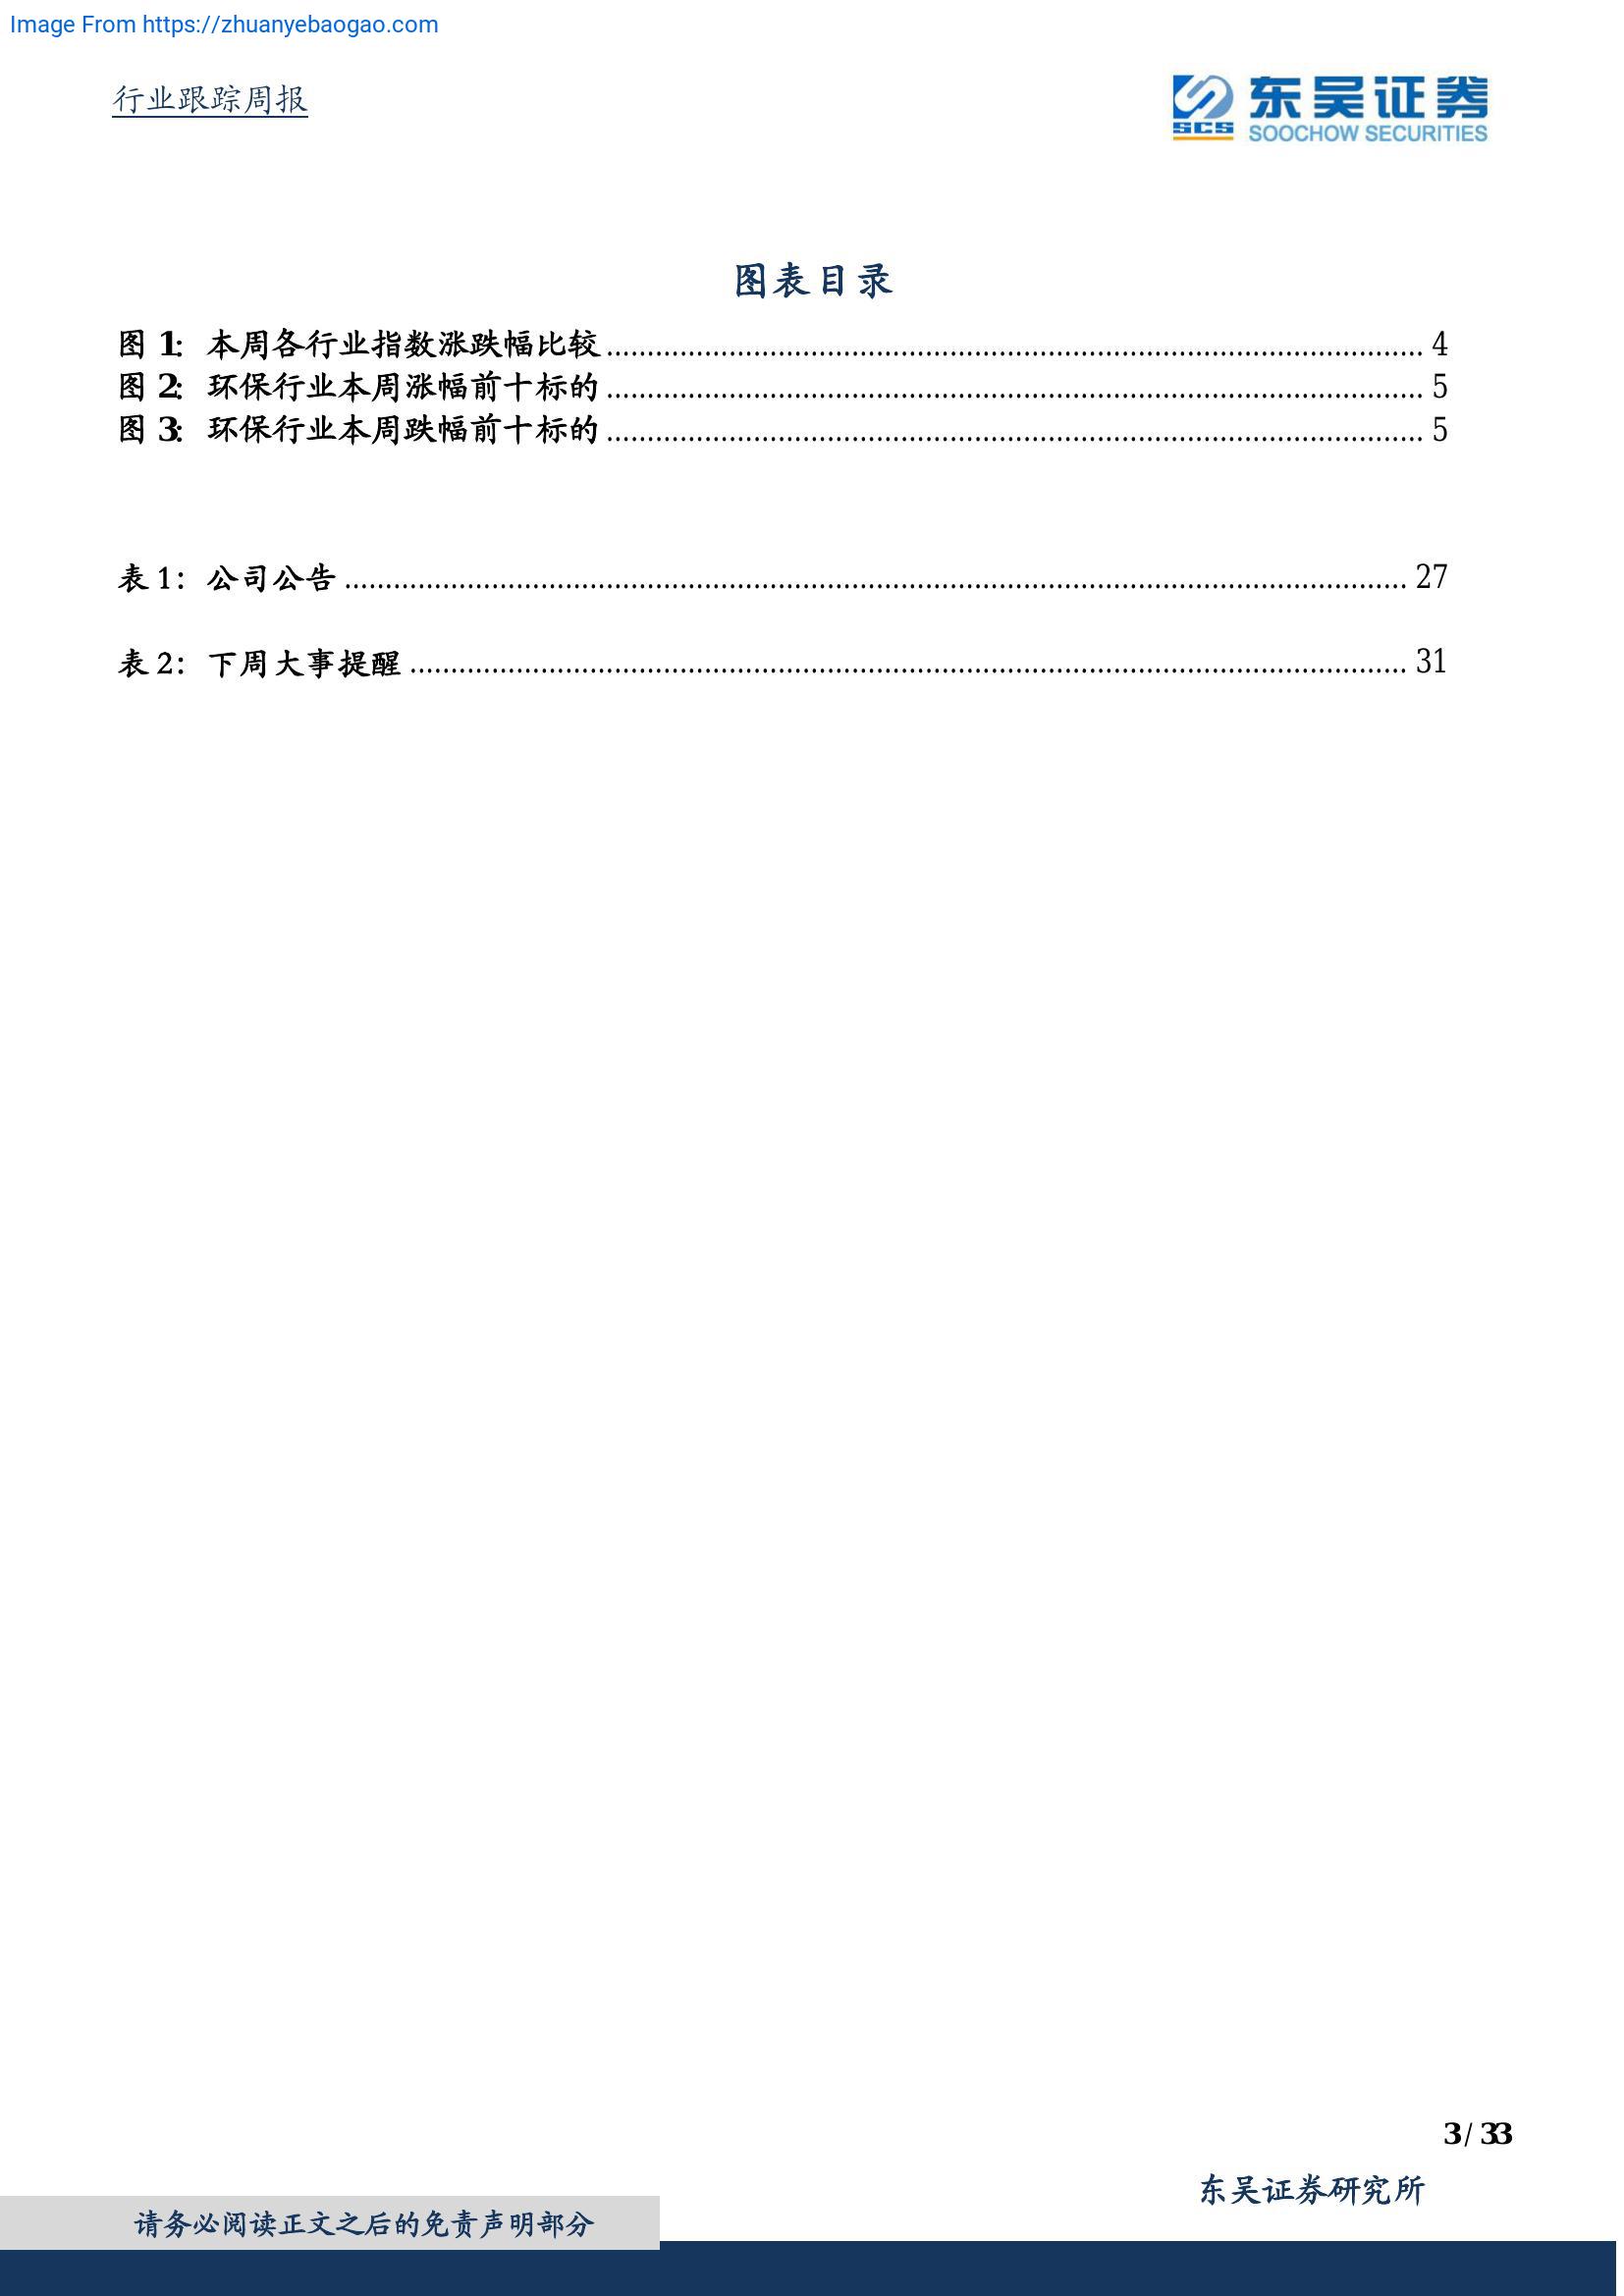 Image From https://zhuanyebaogao.com
行业跟踪周报
东吴证券
SCS
SOOCHOW SECURITIES
图表目录
图 1: 本周各行业指数涨跌幅比较 4
图 2: 环保行业本周涨幅前十标的 5
图 3: 环保行业本周跌幅前十标的 5
表 1: 公司公告 27
表 2: 下周大事提醒 31
3 / 33
东吴证券研究所
请务必阅读正文之后的免责声明部分